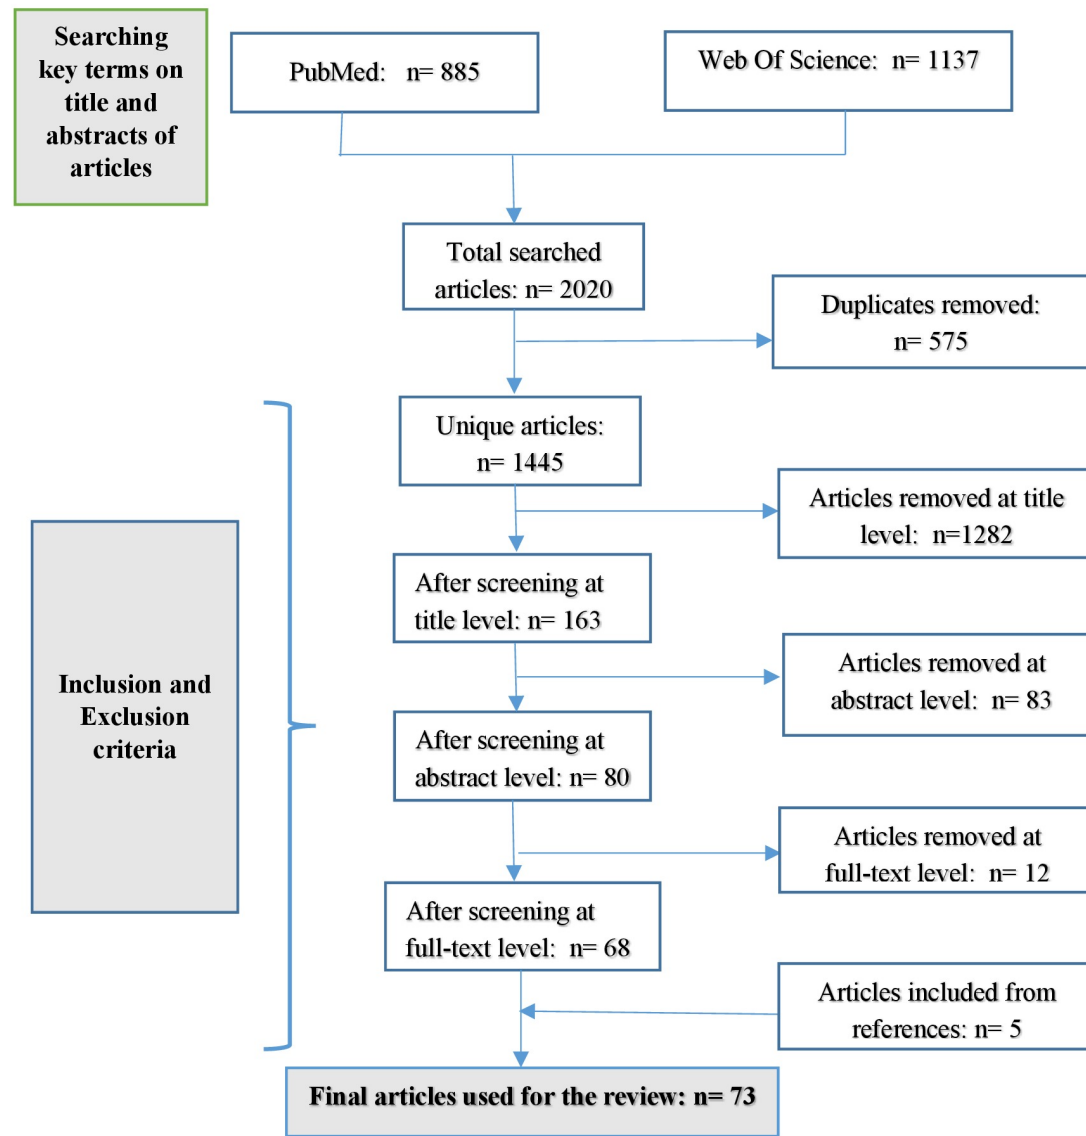 Searching
key terms on
title and
abstracts of
articles
PubMed: n= 885
Web Of Science: n= 1137
Total searched
articles: n= 2020
Duplicates removed:
n= 575
Unique articles:
n= 1445
Articles removed at title
level: n=1282
After screening at
title level: n= 163
Articles removed at
abstract level: n= 83
Inclusion and
Exclusion
criteria
After screening at
abstract level: n= 80
Articles removed at
full-text level: n= 12
After screening at
full-text level: n= 68
Articles included from
references: n= 5
Final articles used for the review: n= 73